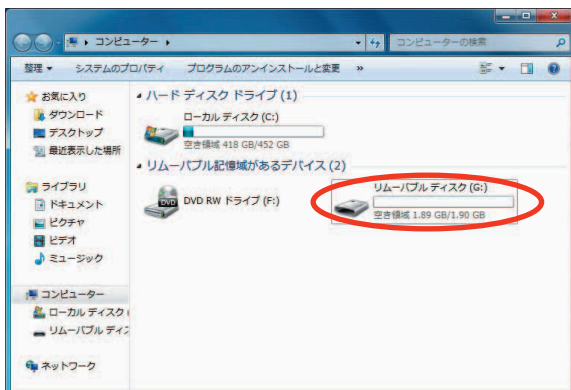 コンピューター
コンピューターの検索
整理 システムのプロパティ プログラムのアンインストールと変更 »
お気に入り
ダウンロード
デスクトップ
最近表示した場所
ライブラリ
ドキュメント
ピクチャ
ビデオ
ミュージック
コンピューター
ローカル ディスク (
リムーバブル ディス
ネットワーク
ハード ディスク ドライブ (1)
ローカル ディスク (C:)
空き領域 418 GB/452 GB
リムーバブル記憶域があるデバイス (2)
DVD
DVD RW ドライブ (F:)
リムーバブル ディスク (G:)
空き領域 1.89 GB/1.90 GB